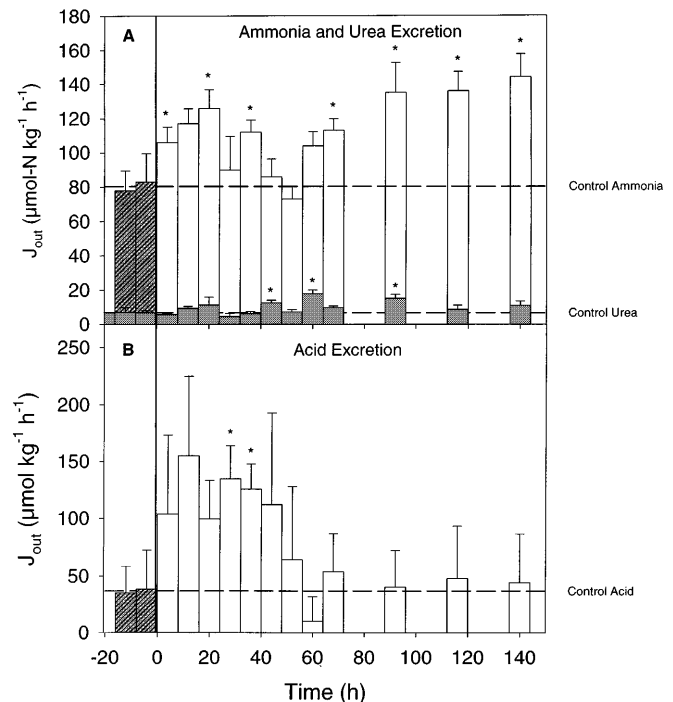 A
Ammonia and Urea Excretion
180
160
140
120
100
80
60
40
20
0
J_out (μmol-N kg⁻¹ h⁻¹)
* * * * * * * *
* * *
Control Ammonia
Control Urea
B
Acid Excretion
250
200
150
100
50
0
J_out (μmol kg⁻¹ h⁻¹)
* *
Control Acid
-20 0 20 40 60 80 100 120 140
Time (h)